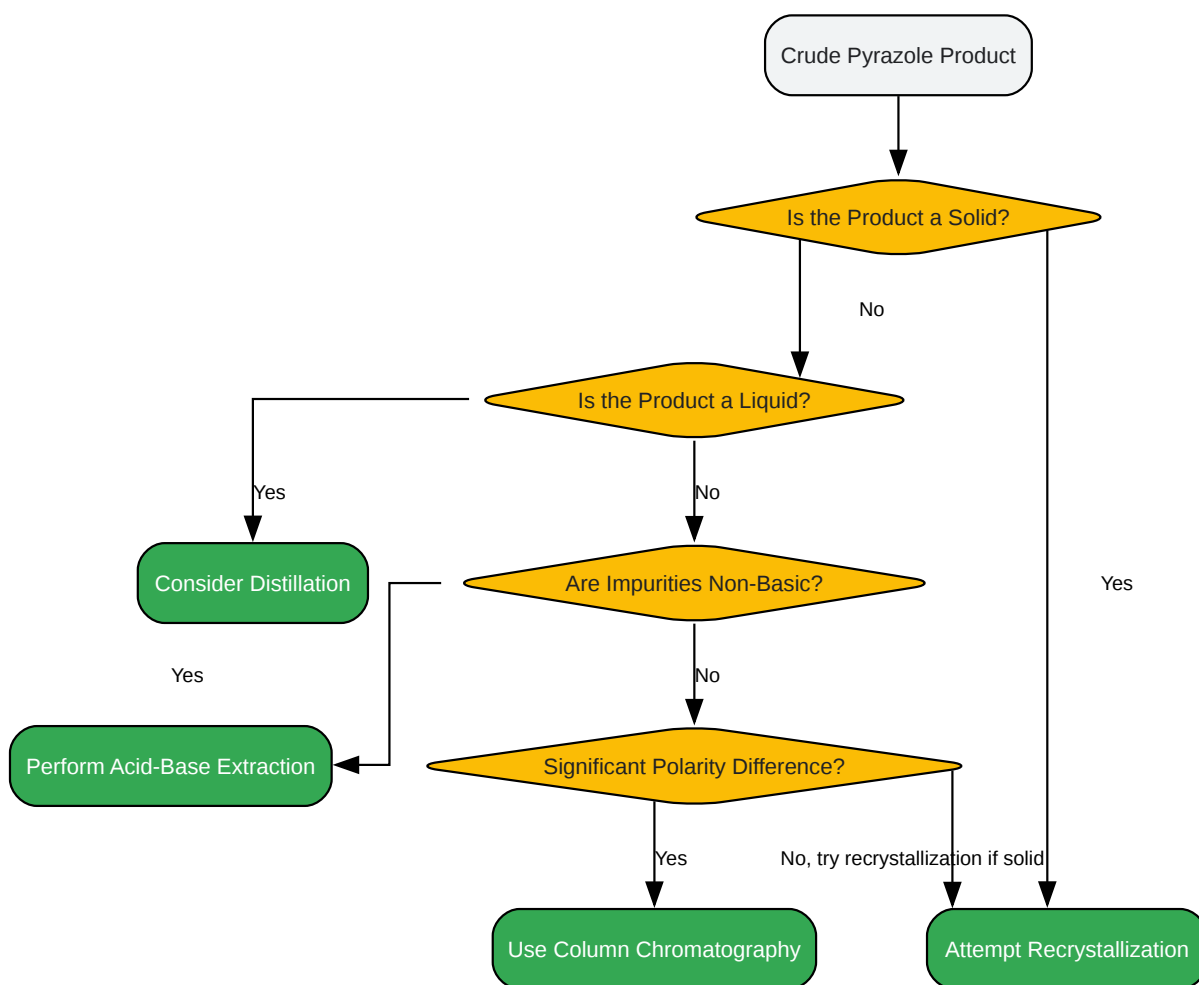 Crude Pyrazole Product
Is the Product a Solid?
No
Is the Product a Liquid?
Yes
No
Consider Distillation
Are Impurities Non-Basic?
Yes
Yes
No
Perform Acid-Base Extraction
Significant Polarity Difference?
Yes
No, try recrystallization if solid
Use Column Chromatography
Attempt Recrystallization